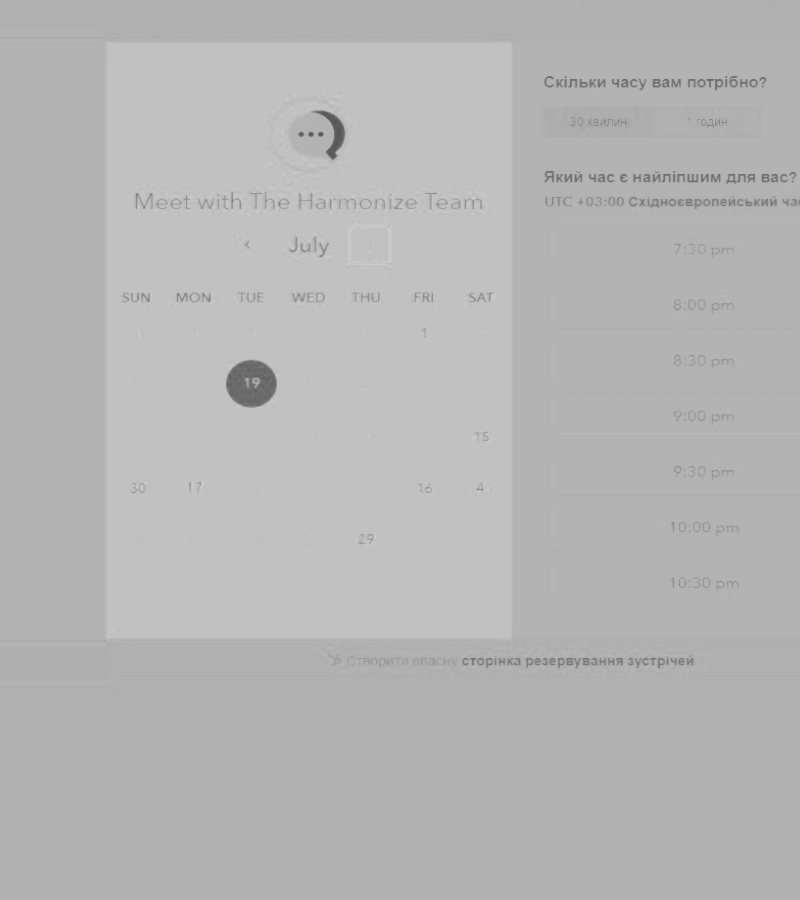 Meet with The Harmonize Team
‹ July
SUN MON TUE WED THU FRI SAT
1
19
15
30 17 16 4
29
Скільки часу вам потрібно?
30 хвилин 1 годин
Який час є найліпшим для вас?
UTC +03:00 Східноєвропейський час
7:30 pm
8:00 pm
8:30 pm
9:00 pm
9:30 pm
10:00 pm
10:30 pm
Створити власну сторінка резервування зустрічей